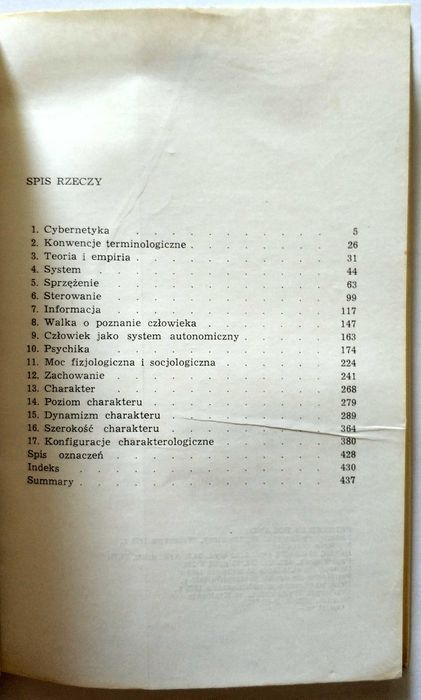 SPIS RZECZY
1. Cybernetyka . . . . . . . . . 5
2. Konwencje terminologiczne . . . . . . 26
3. Teoria i empiria . . . . . . . . 31
4. System . . . . . . . . . . 44
5. Sprzężenie . . . . . . . . . 63
6. Sterowanie . . . . . . . . . 99
7. Informacja . . . . . . . . . 117
8. Walka o poznanie człowieka . . . . . . 147
9. Człowiek jako system autonomiczny . . . . 163
10. Psychika . . . . . . . . . 174
11. Moc fizjologiczna i socjologiczna . . . . . 224
12. Zachowanie . . . . . . . . . 241
13. Charakter . . . . . . . . . 268
14. Poziom charakteru . . . . . . . 279
15. Dynamizm charakteru . . . . . . . 289
16. Szerokość charakteru . . . . . . . 364
17. Konfiguracje charakterologiczne . . . . . 380
Spis oznaczeń . . . . . . . . . 428
Indeks . . . . . . . . . . 430
Summary . . . . . . . . . . 437